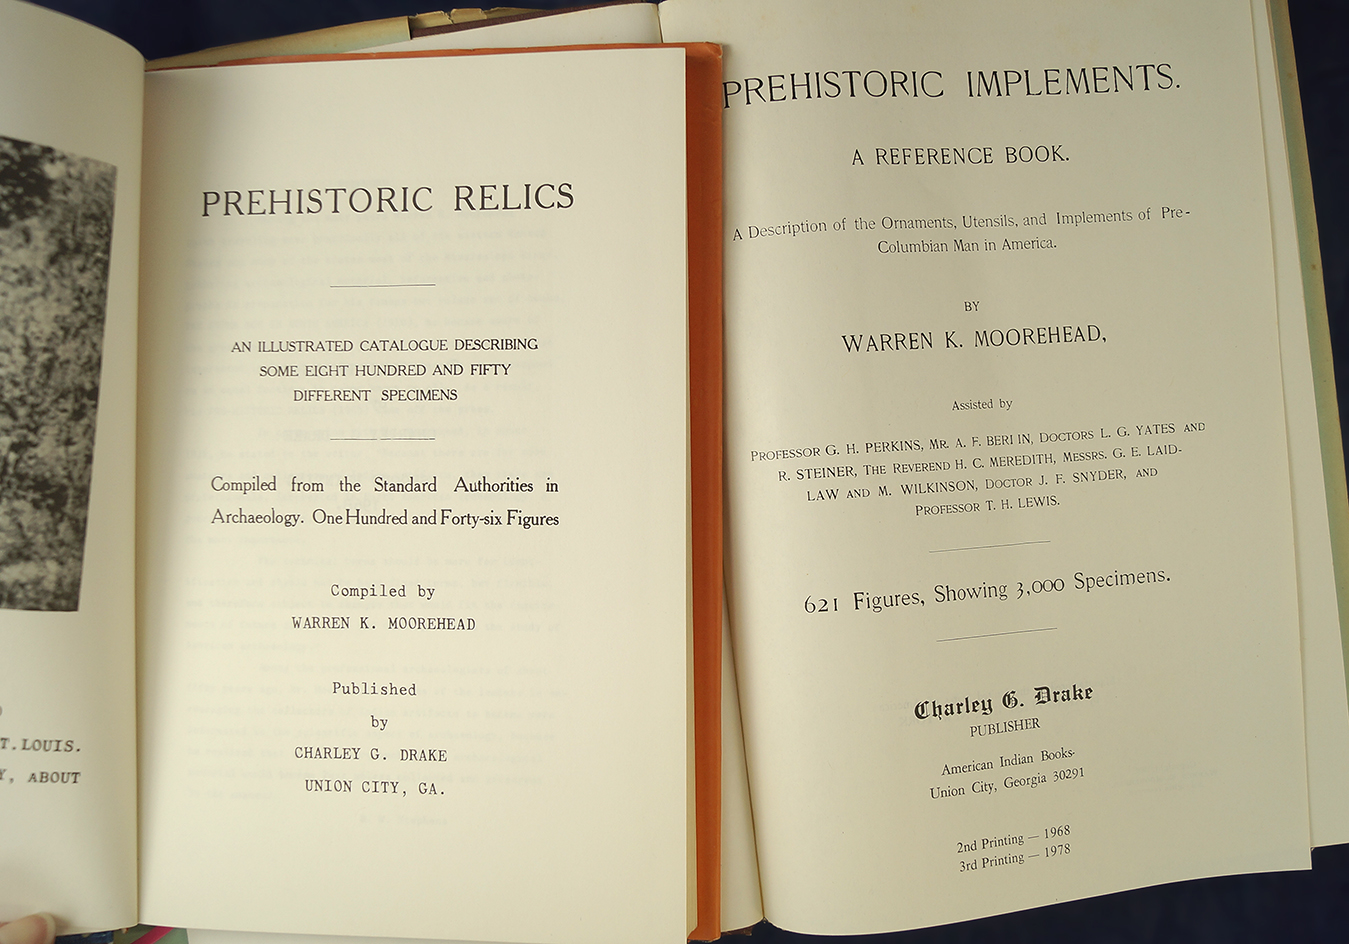 T. LOUIS.
Y, ABOUT
PREHISTORIC RELICS
AN ILLUSTRATED CATALOGUE DESCRIBING
SOME EIGHT HUNDRED AND FIFTY
DIFFERENT SPECIMENS
Compiled from the Standard Authorities in
Archaeology. One Hundred and Forty-six Figures
Compiled by
WARREN K. MOOREHEAD
Published
by
CHARLEY G. DRAKE
UNION CITY, GA.
PREHISTORIC IMPLEMENTS.
A REFERENCE BOOK.
A Description of the Ornaments, Utensils, and Implements of Pre-
Columbian Man in America.
BY
WARREN K. MOOREHEAD,
Assisted by
PROFESSOR G. H. PERKINS, MR. A. F. BERLIN, DOCTORS L. G. YATES AND
R. STEINER, THE REVEREND H. C. MEREDITH, MESSRS. G. E. LAID-
LAW AND M. WILKINSON, DOCTOR J. F. SNYDER, AND
PROFESSOR T. H. LEWIS.
621 Figures, Showing 3,000 Specimens.
Charley G. Drake
PUBLISHER
American Indian Books
Union City, Georgia 30291
2nd Printing — 1968
3rd Printing — 1978